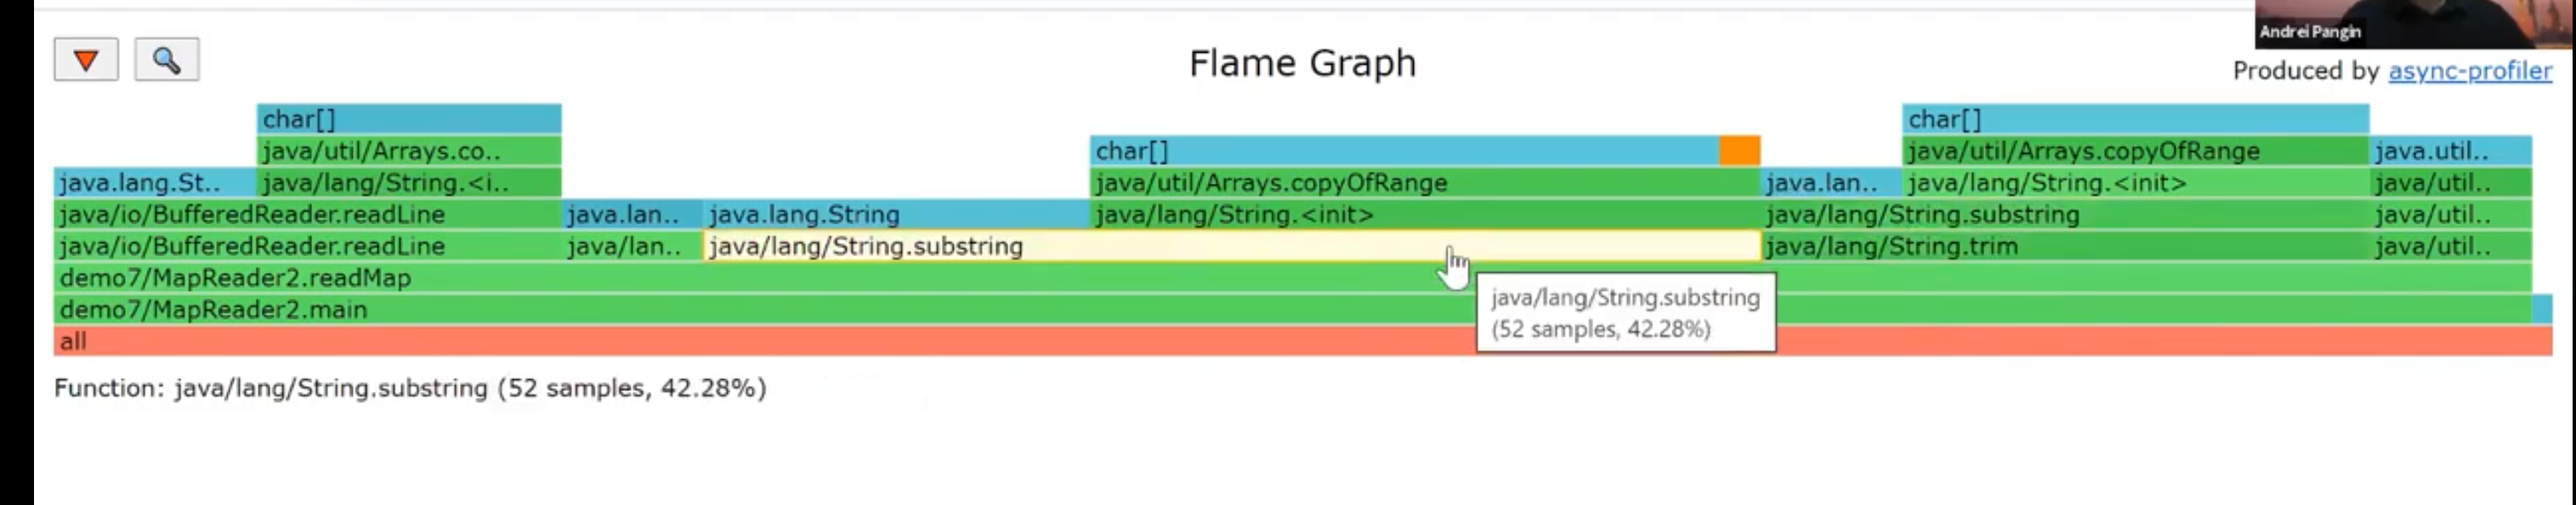 Andrei Pangin
Flame Graph
Produced by async-profiler
char[]
char[]
java/util/Arrays.co..
char[]
java/util/Arrays.copyOfRange
java.util..
java.lang.St..
java/lang/String.<i..
java/util/Arrays.copyOfRange
java.lan..
java/lang/String.<init>
java/util..
java/io/BufferedReader.readLine
java.lan..
java.lang.String
java/lang/String.<init>
java/lang/String.substring
java/util..
java/io/BufferedReader.readLine
java/lan..
java/lang/String.substring
java/lang/String.trim
java/util..
demo7/MapReader2.readMap
demo7/MapReader2.main
java/lang/String.substring
(52 samples, 42.28%)
all
Function: java/lang/String.substring (52 samples, 42.28%)